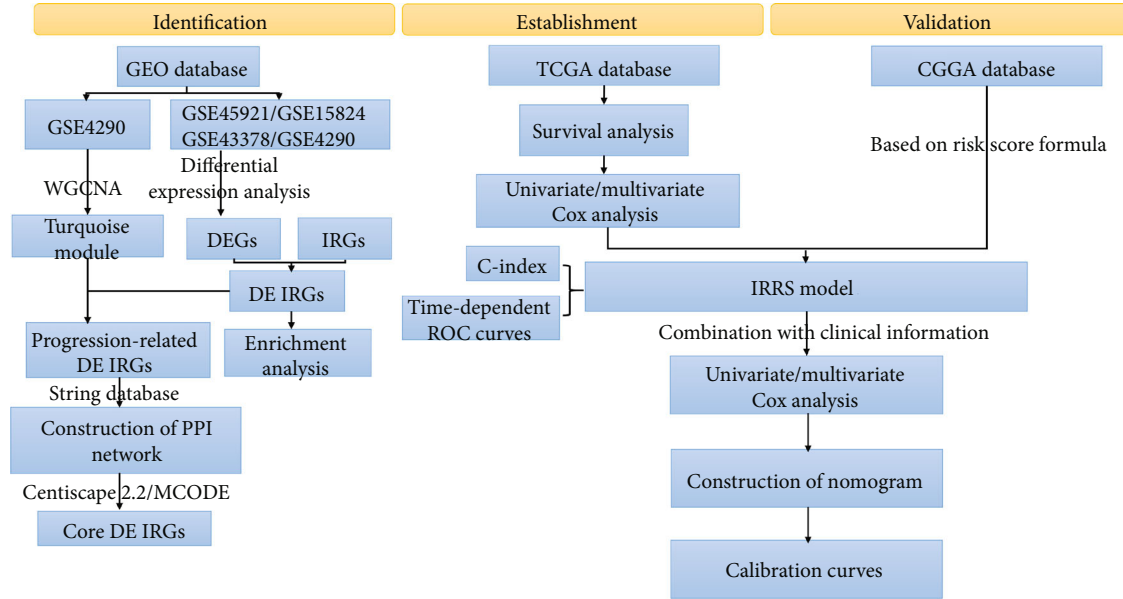 Identification
Establishment
Validation
GEO database
GSE4290
GSE45921/GSE15824
GSE43378/GSE4290
WGCNA
Differential
expression analysis
Turquoise
module
DEGs
IRGs
DE IRGs
Progression-related
DE IRGs
Enrichment
analysis
String database
Construction of PPI
network
Centiscape 2.2/MCODE
Core DE IRGs
TCGA database
Survival analysis
Univariate/multivariate
Cox analysis
CGGA database
Based on risk score formula
C-index
Time-dependent
ROC curves
IRRS model
Combination with clinical information
Univariate/multivariate
Cox analysis
Construction of nomogram
Calibration curves